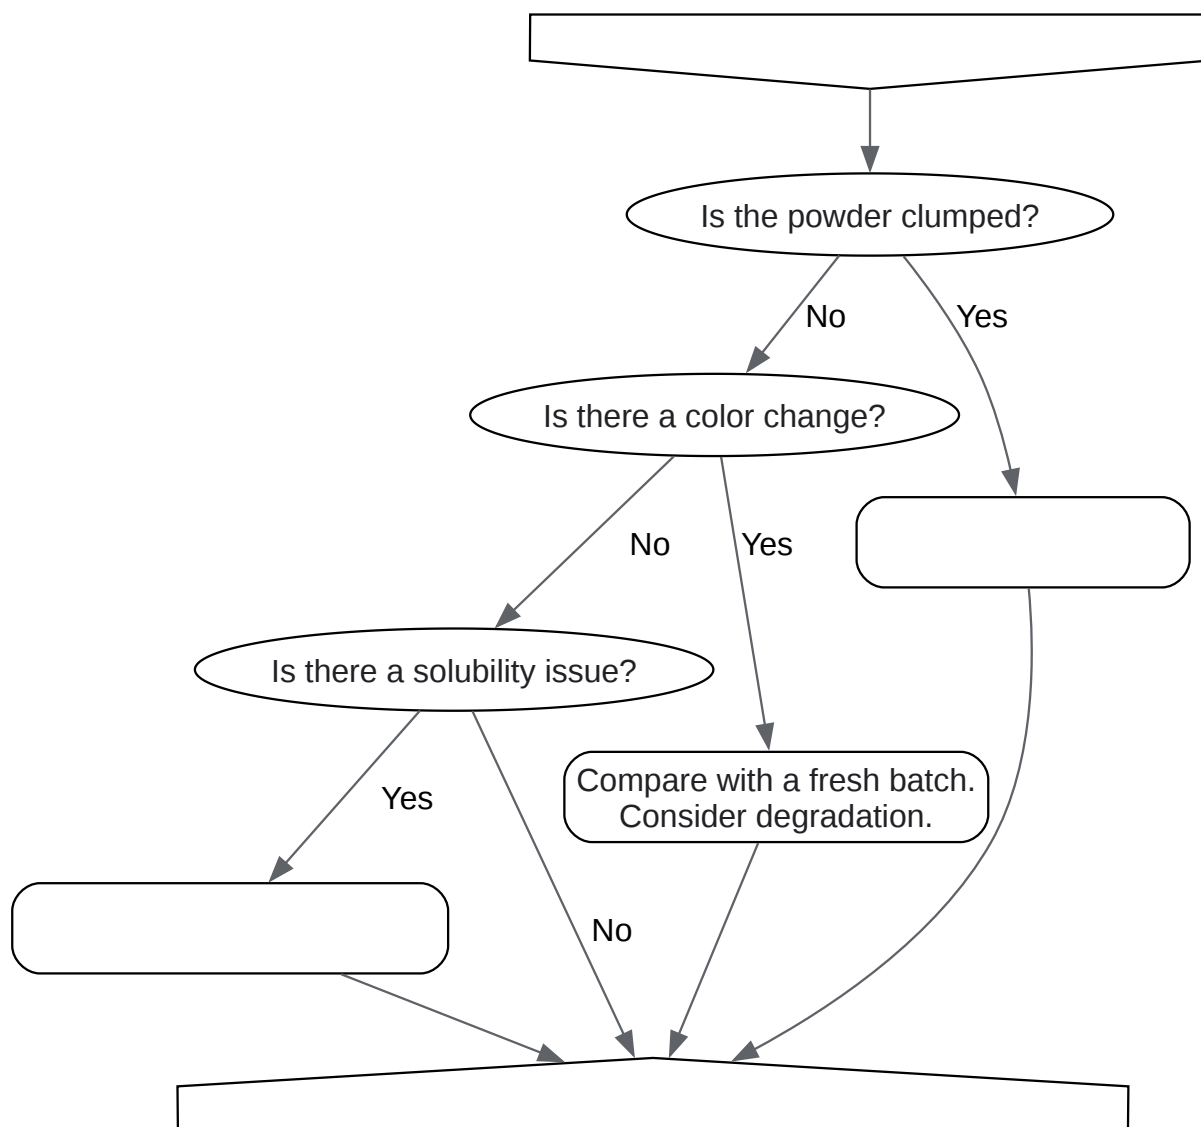 Is the powder clumped?
No
Yes
Is there a color change?
No
Yes
Is there a solubility issue?
Yes
Compare with a fresh batch.
Consider degradation.
No